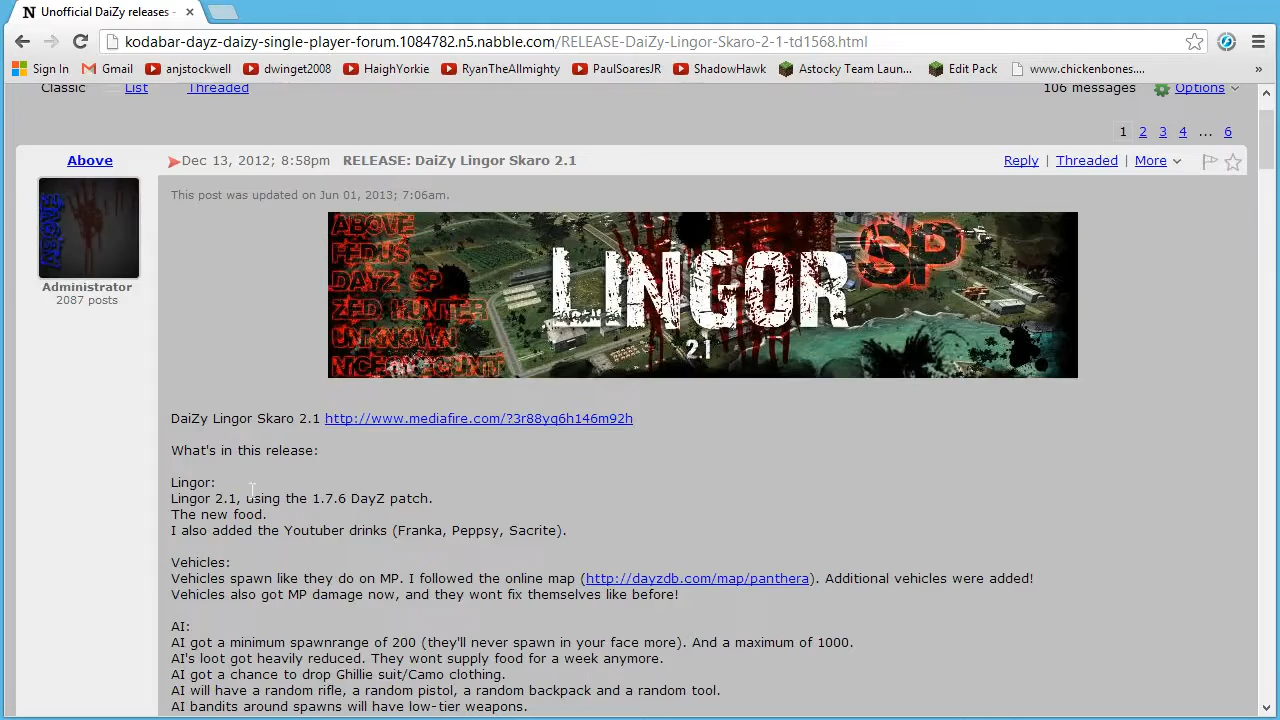 Unofficial DaiZy releases -
kodabar-dayz-daizy-single-player-forum.1084782.n5.nabble.com/RELEASE-DaiZy-Lingor-Skaro-2-1-td1568.html
Sign In Gmail anjstockwell dwinget2008 HaighYorkie RyanTheAllmighty PaulSoaresJR ShadowHawk Astocky Team Laun... Edit Pack www.chickenbones.... »
Classic List Threaded 106 messages Options
1 2 3 4 ... 6
Above Dec 13, 2012; 8:58pm RELEASE: DaiZy Lingor Skaro 2.1 Reply | Threaded | More
This post was updated on Jun 01, 2013; 7:06am.
ABOVE
FEDUS
DAYZ SP
ZED HUNTER
UNKNOWN
LINGOR SP
2.1
Administrator
2087 posts
DaiZy Lingor Skaro 2.1 http://www.mediafire.com/?3r88yq6h146m92h
What's in this release:
Lingor:
Lingor 2.1, using the 1.7.6 DayZ patch.
The new food.
I also added the Youtuber drinks (Franka, Peppsy, Sacrite).
Vehicles:
Vehicles spawn like they do on MP. I followed the online map (http://dayzdb.com/map/panthera). Additional vehicles were added!
Vehicles also got MP damage now, and they wont fix themselves like before!
AI:
AI got a minimum spawnrange of 200 (they'll never spawn in your face more). And a maximum of 1000.
AI's loot got heavily reduced. They wont supply food for a week anymore.
AI got a chance to drop Ghillie suit/Camo clothing.
AI will have a random rifle, a random pistol, a random backpack and a random tool.
AI bandits around spawns will have low-tier weapons.